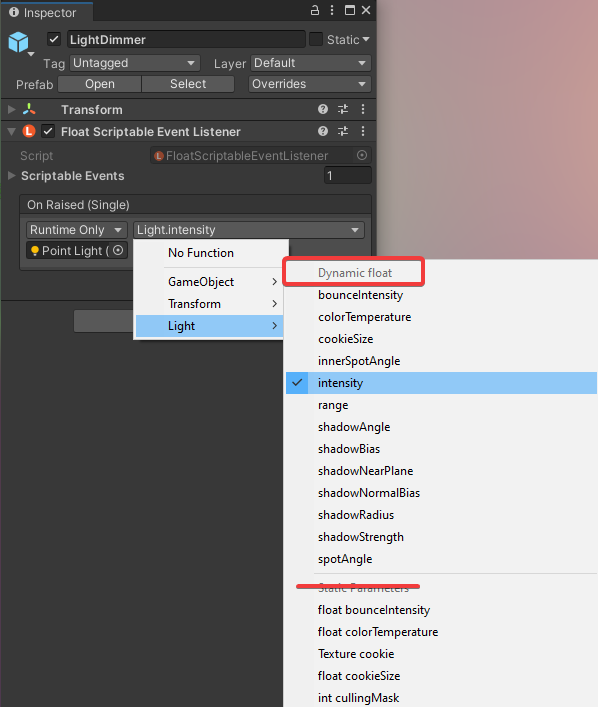 Inspector
LightDimmer
Static
Tag Untagged Layer Default
Prefab Open Select Overrides
Transform
Float Scriptable Event Listener
Script FloatScriptableEventListener
Scriptable Events 1
On Raised (Single)
Runtime Only Light.intensity
Point Light (
No Function
GameObject
Transform
Light
Dynamic float
bounceIntensity
colorTemperature
cookieSize
innerSpotAngle
intensity
range
shadowAngle
shadowBias
shadowNearPlane
shadowNormalBias
shadowRadius
shadowStrength
spotAngle
Static Parameters
float bounceIntensity
float colorTemperature
Texture cookie
float cookieSize
int cullingMask